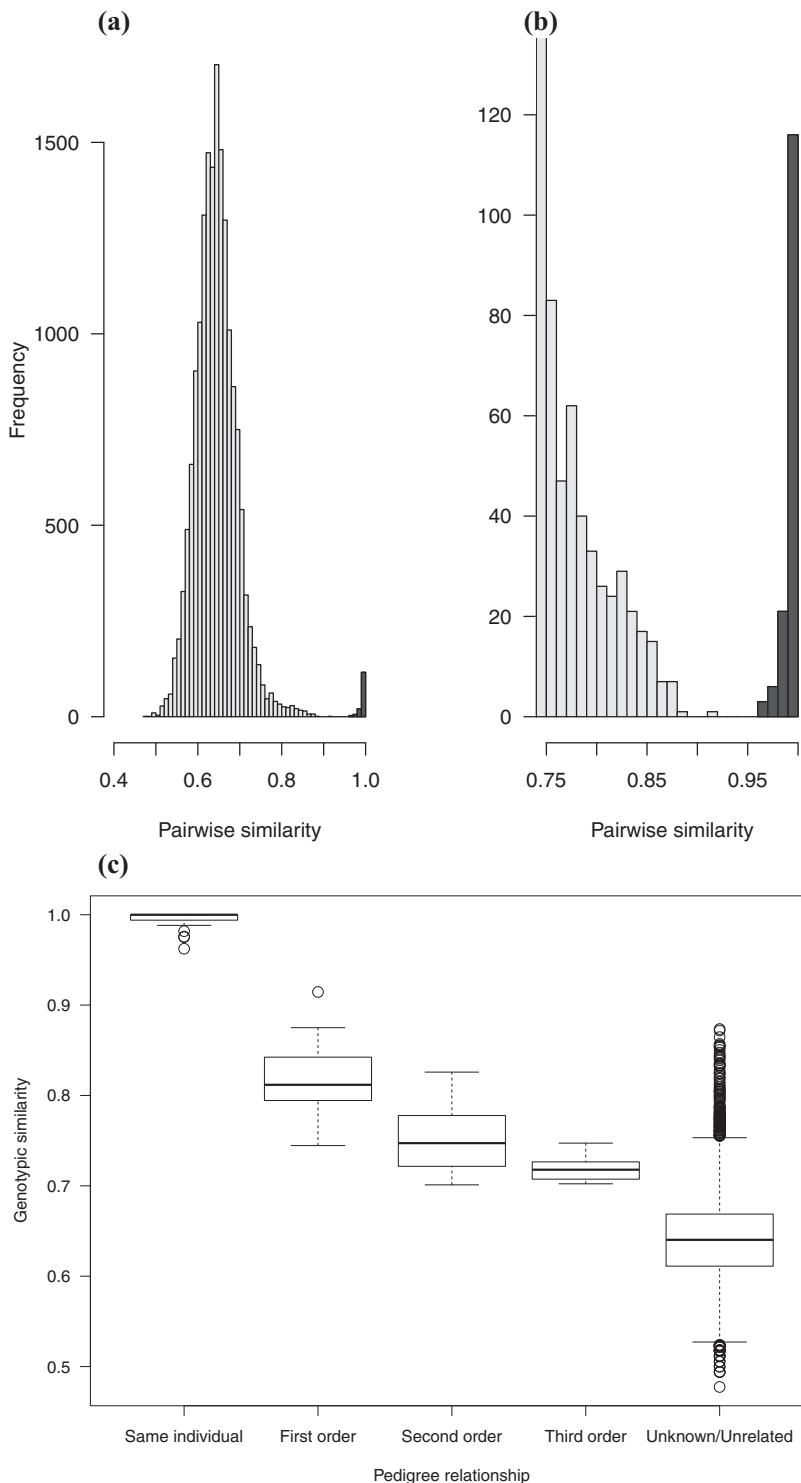 (a)
(b)
Frequency
1500
1000
500
0
0.4
0.6
0.8
1.0
Pairwise similarity
120
100
80
60
40
20
0
0.75
0.85
0.95
Pairwise similarity
(c)
Genotypic similarity
1.0
0.9
0.8
0.7
0.6
0.5
Same individual
First order
Second order
Third order
Unknown/Unrelated
Pedigree relationship